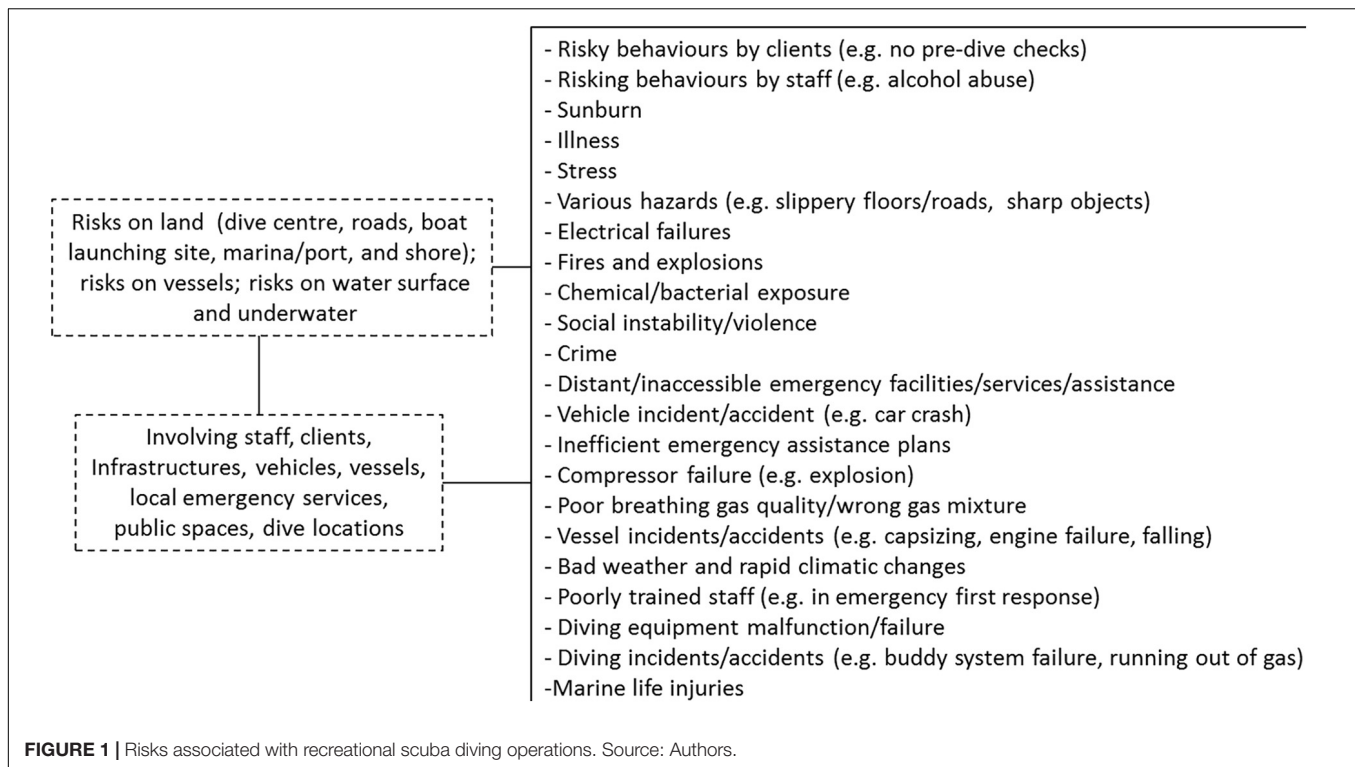 Risks on land (dive centre, roads, boat
launching site, marina/port, and shore);
risks on vessels; risks on water surface
and underwater
Involving staff, clients,
Infrastructures, vehicles, vessels,
local emergency services,
public spaces, dive locations
- Risky behaviours by clients (e.g. no pre-dive checks)
- Risking behaviours by staff (e.g. alcohol abuse)
- Sunburn
- Illness
- Stress
- Various hazards (e.g. slippery floors/roads, sharp objects)
- Electrical failures
- Fires and explosions
- Chemical/bacterial exposure
- Social instability/violence
- Crime
- Distant/inaccessible emergency facilities/services/assistance
- Vehicle incident/accident (e.g. car crash)
- Inefficient emergency assistance plans
- Compressor failure (e.g. explosion)
- Poor breathing gas quality/wrong gas mixture
- Vessel incidents/accidents (e.g. capsizing, engine failure, falling)
- Bad weather and rapid climatic changes
- Poorly trained staff (e.g. in emergency first response)
- Diving equipment malfunction/failure
- Diving incidents/accidents (e.g. buddy system failure, running out of gas)
-Marine life injuries
FIGURE 1 | Risks associated with recreational scuba diving operations. Source: Authors.